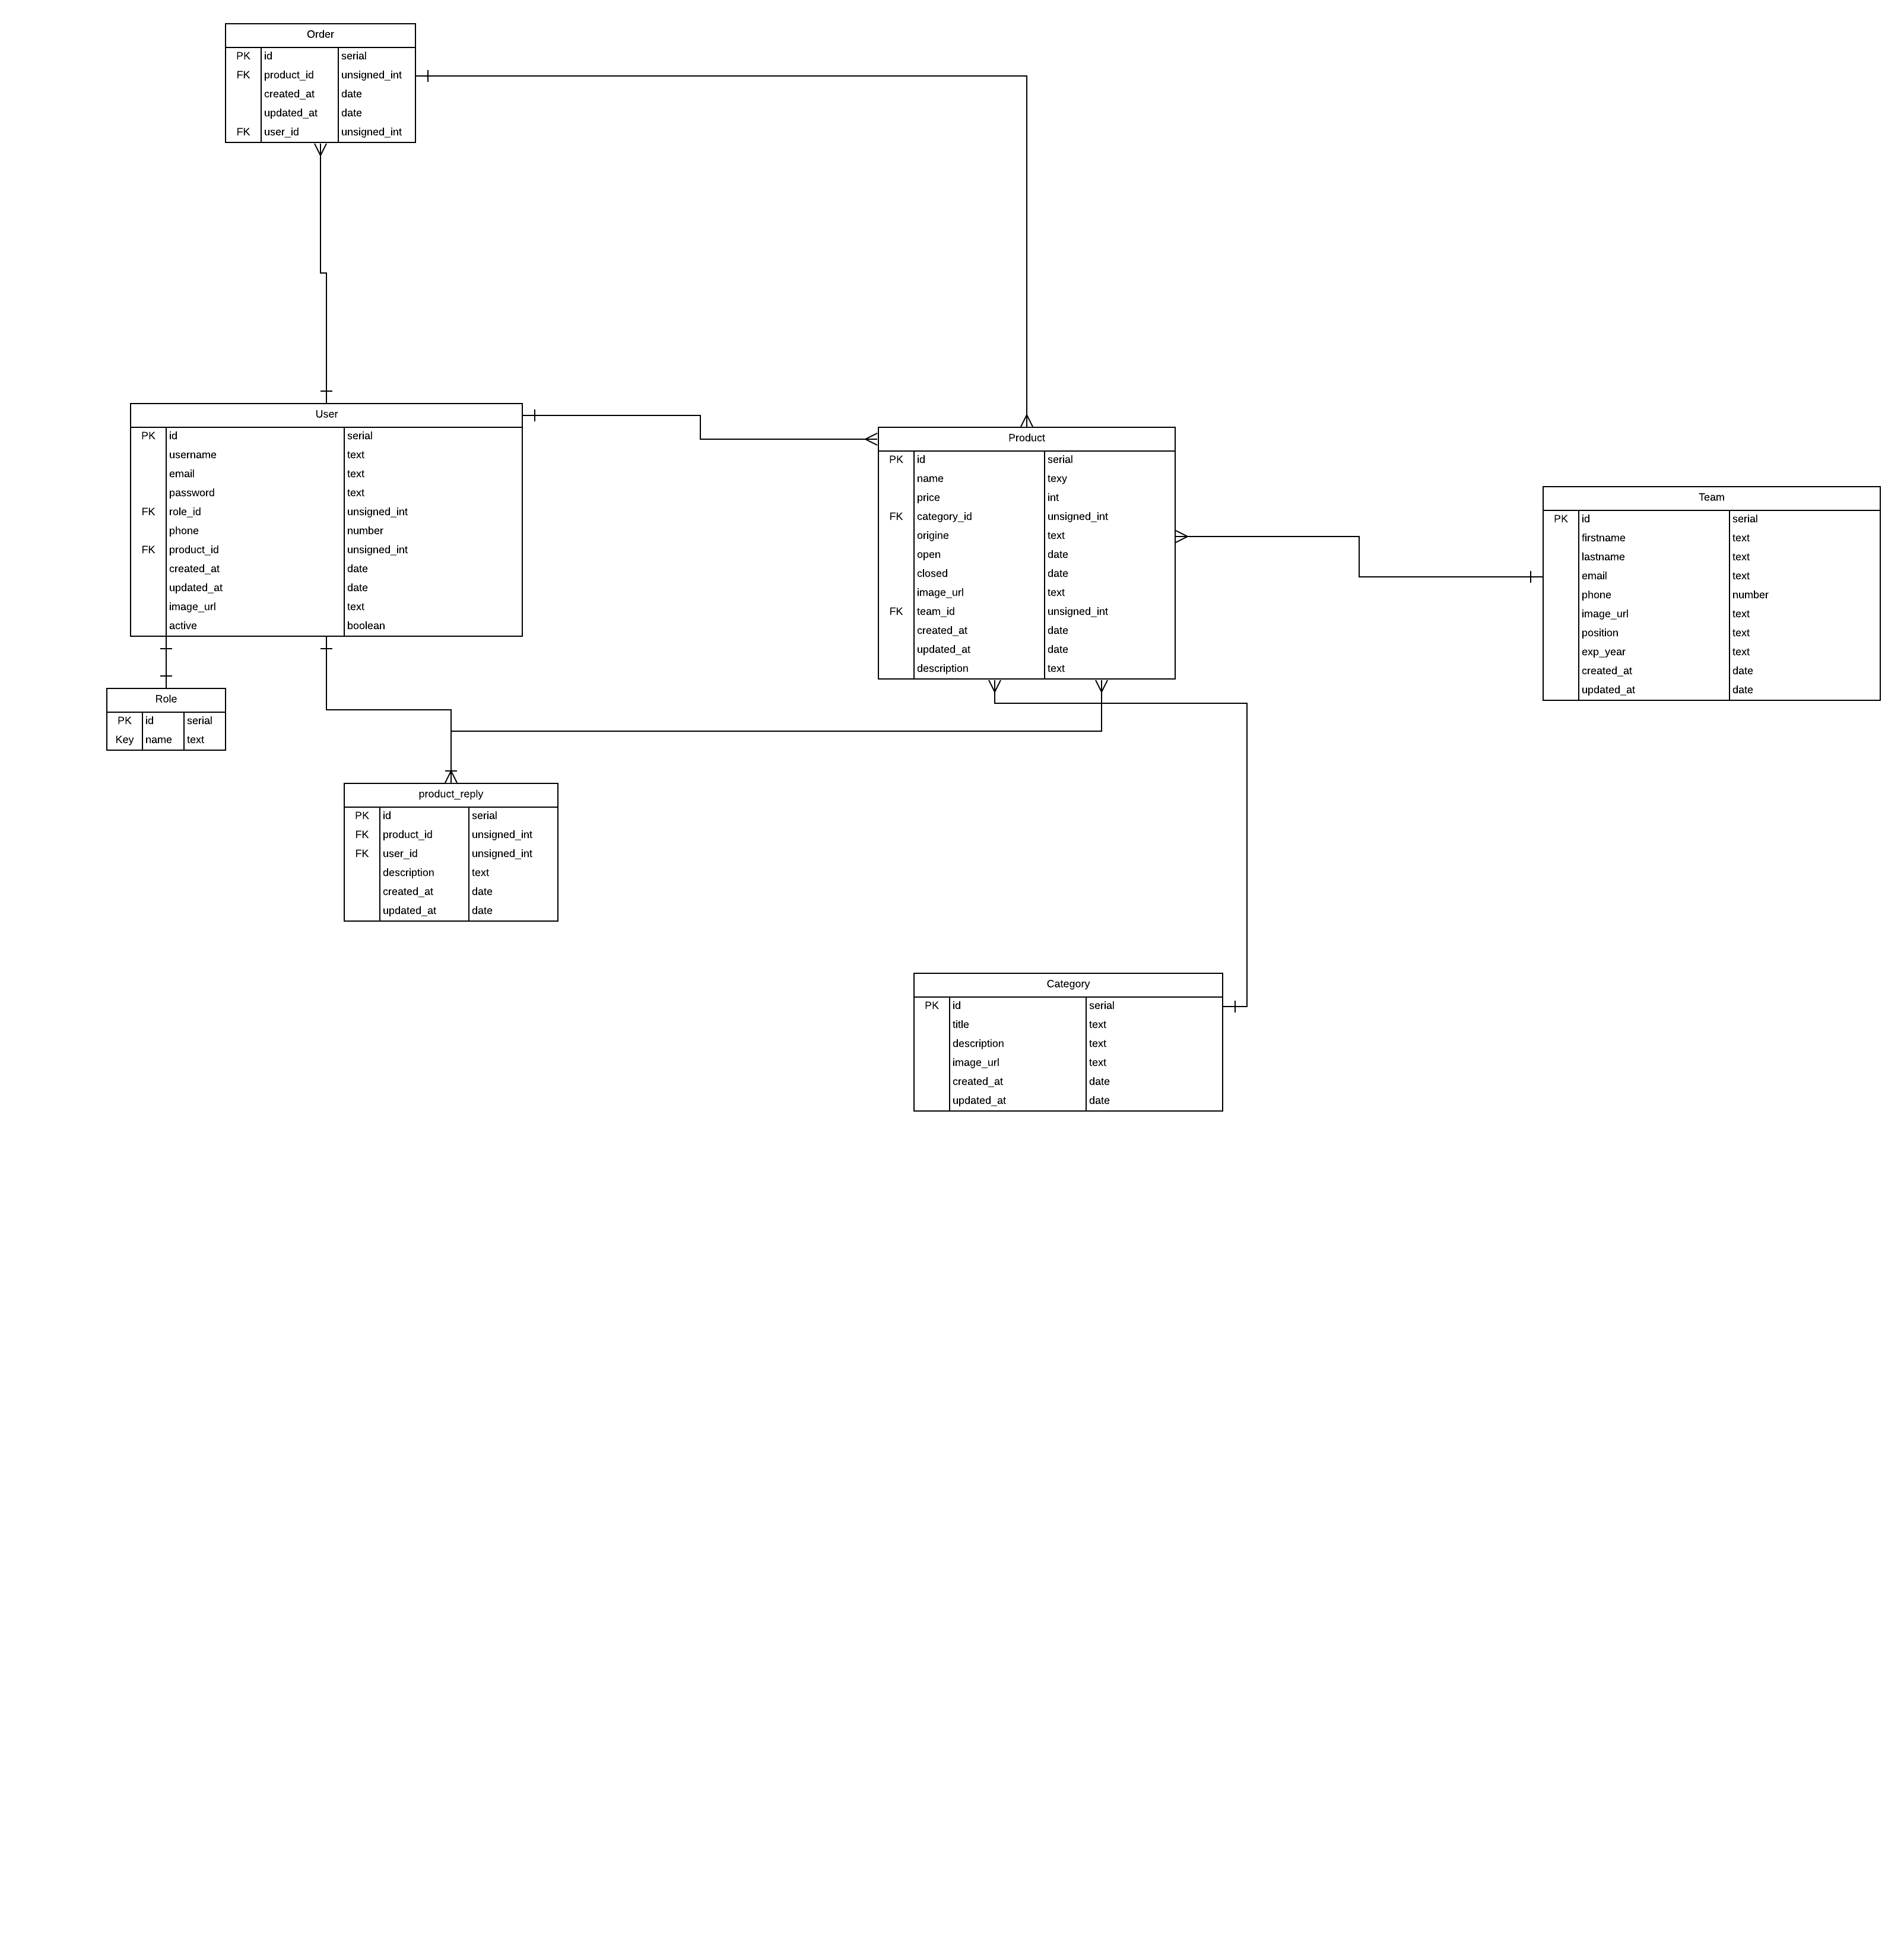 Order
PK id serial
FK product_id unsigned_int
created_at date
updated_at date
FK user_id unsigned_int
User
PK id serial
username text
email text
password text
FK role_id unsigned_int
phone number
FK product_id unsigned_int
created_at date
updated_at date
image_url text
active boolean
Product
PK id serial
name texy
price int
FK category_id unsigned_int
origine text
open date
closed date
image_url text
FK team_id unsigned_int
created_at date
updated_at date
description text
Team
PK id serial
firstname text
lastname text
email text
phone number
image_url text
position text
exp_year text
created_at date
updated_at date
Role
PK id serial
Key name text
product_reply
PK id serial
FK product_id unsigned_int
FK user_id unsigned_int
description text
created_at date
updated_at date
Category
PK id serial
title text
description text
image_url text
created_at date
updated_at date